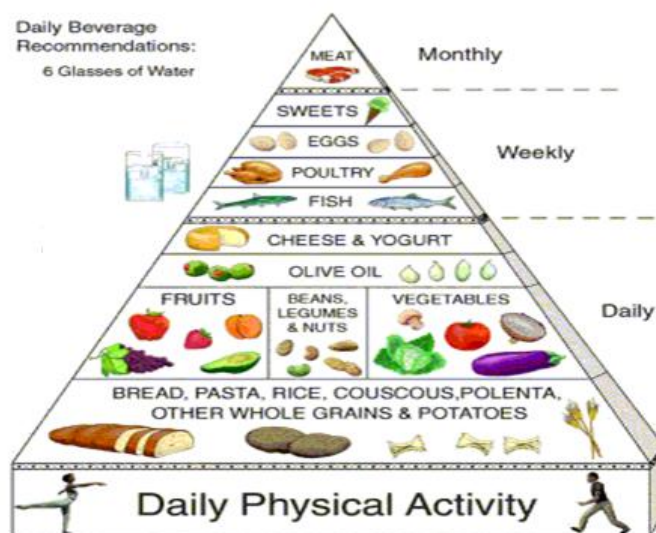 Daily Beverage
Recommendations:
6 Glasses of Water
MEAT
Monthly
SWEETS
EGGS
Weekly
POULTRY
FISH
CHEESE & YOGURT
OLIVE OIL
FRUITS
BEANS,
LEGUMES
& NUTS
VEGETABLES
Daily
BREAD, PASTA, RICE, COUSCOUS,POLENTA,
OTHER WHOLE GRAINS & POTATOES
Daily Physical Activity